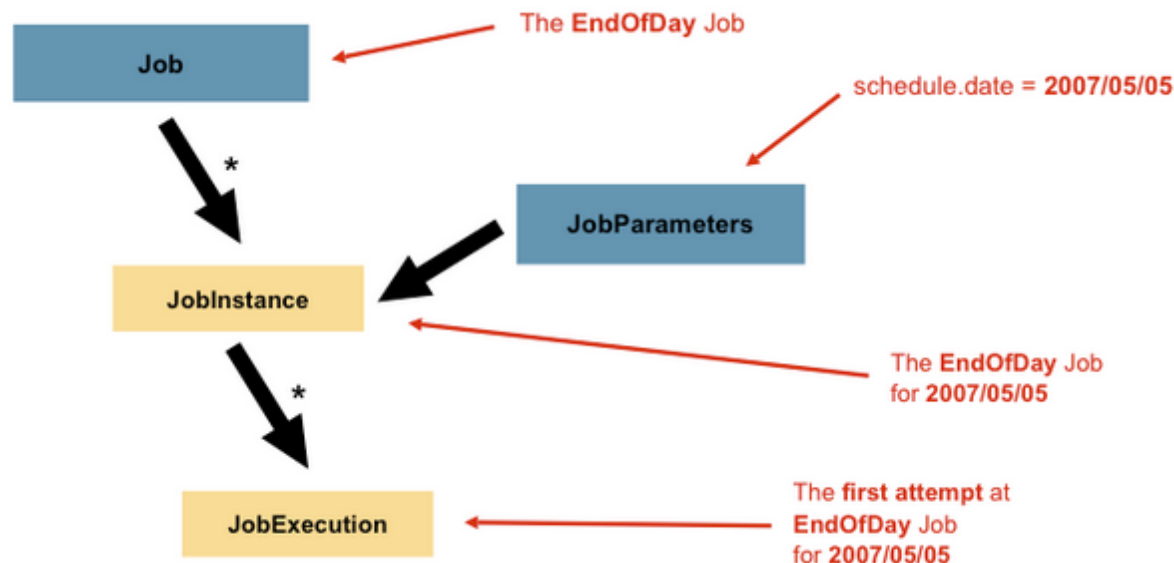 The EndOfDay Job
Job
schedule.date = 2007/05/05
*
JobParameters
JobInstance
The EndOfDay Job
for 2007/05/05
*
The first attempt at
EndOfDay Job
for 2007/05/05
JobExecution